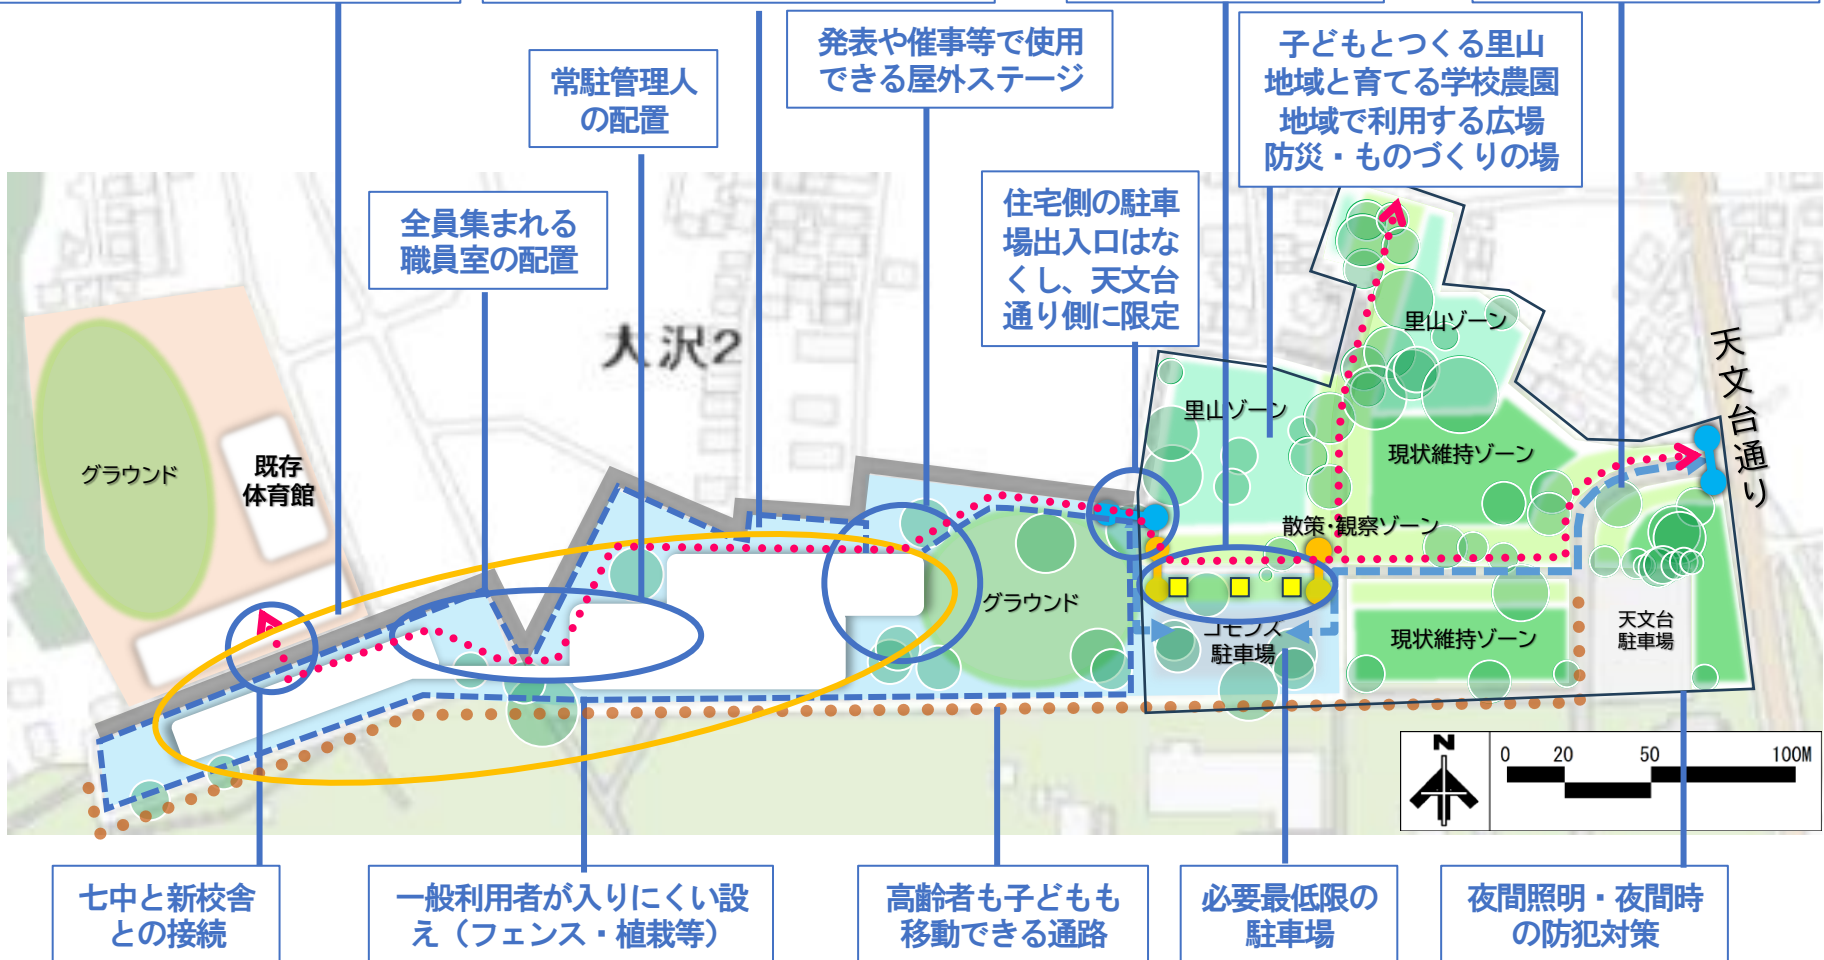 発表や催事等で使用
できる屋外ステージ
子どもとつくる里山
地域と育てる学校農園
地域で利用する広場
防災・ものづくりの場
常駐管理人
の配置
全員集まれる
職員室の配置
住宅側の駐車
場出入口はな
くし、天文台
通り側に限定
大沢2
里山ゾーン
里山ゾーン
天文台通り
グラウンド
既存
体育館
現状維持ゾーン
散策・観察ゾーン
グラウンド
コモンズ
駐車場
現状維持ゾーン
天文台
駐車場
N
0 20 50 100M
七中と新校舎
との接続
一般利用者が入りにくい設
え（フェンス・植栽等）
高齢者も子どもも
移動できる通路
必要最低限の
駐車場
夜間照明・夜間時
の防犯対策